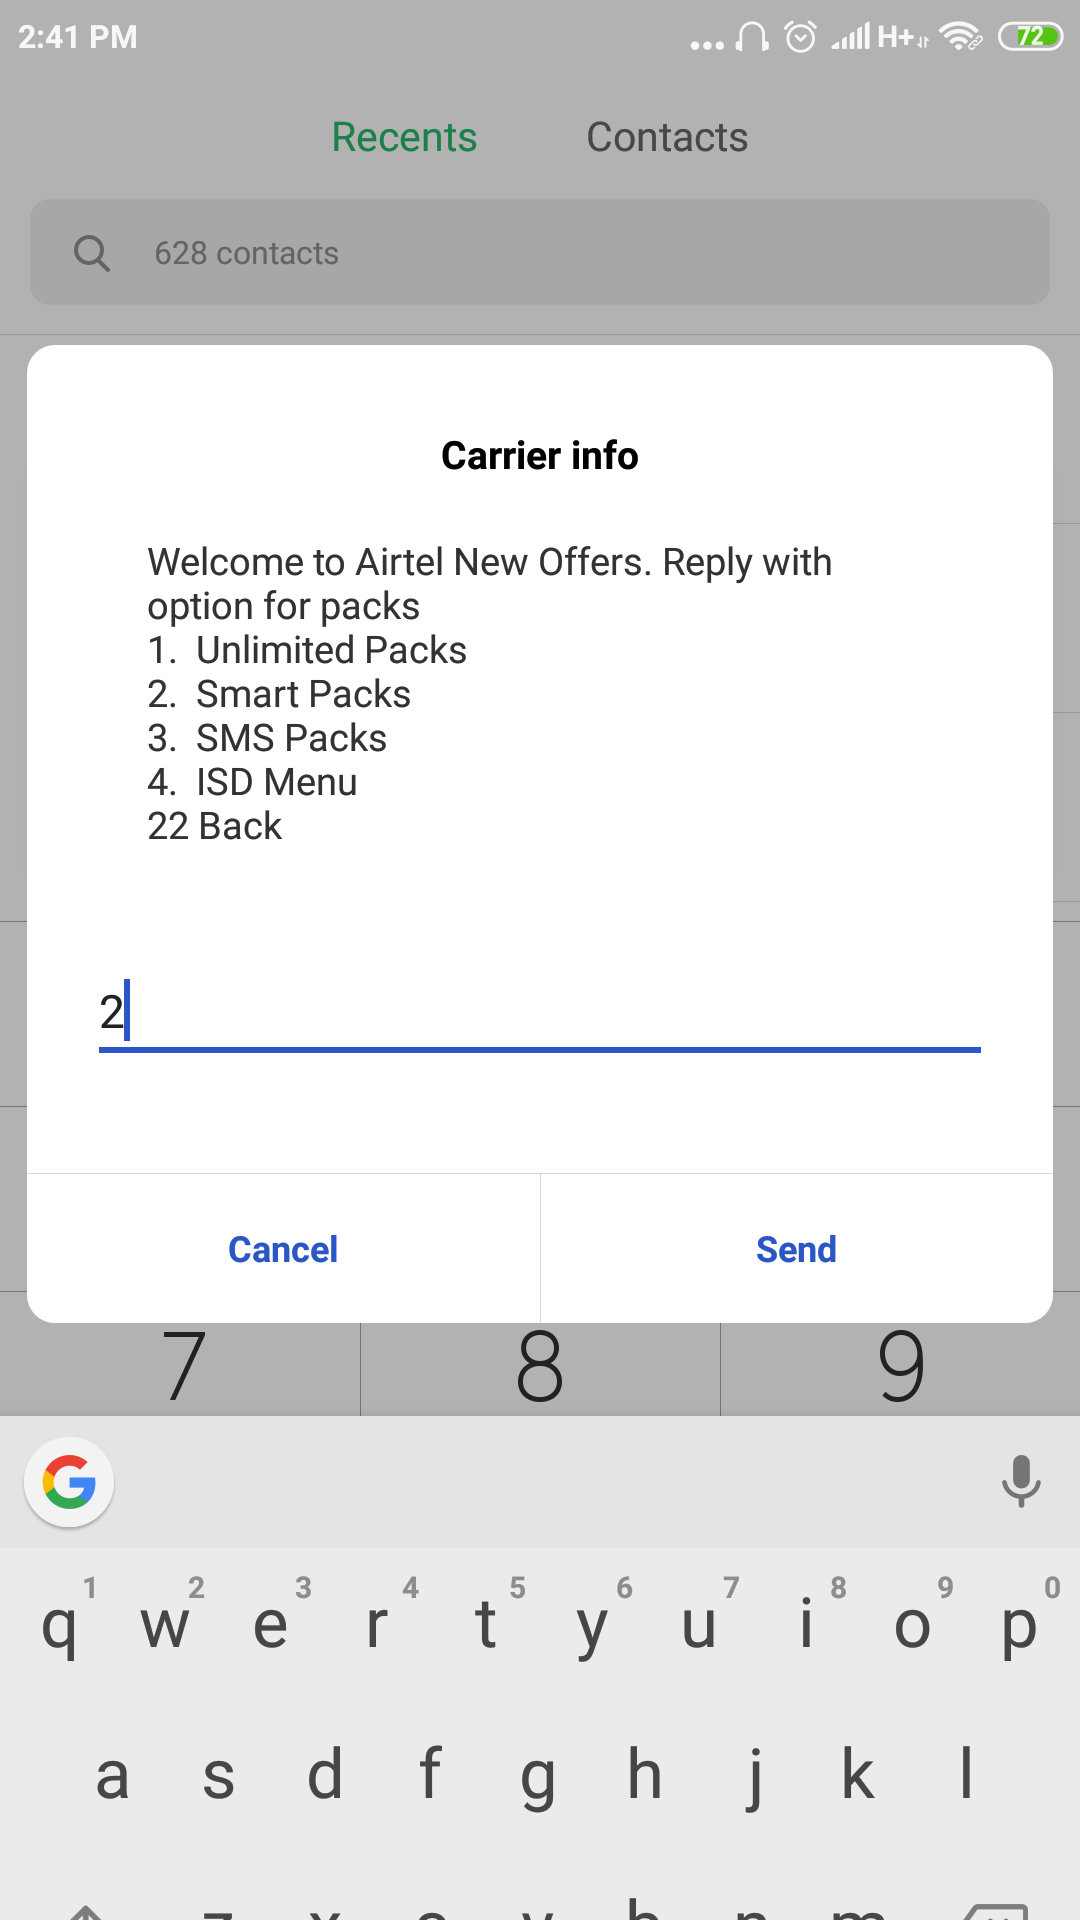 2:41 PM
H+
72
Recents Contacts
628 contacts
Carrier info
Welcome to Airtel New Offers. Reply with
option for packs
1. Unlimited Packs
2. Smart Packs
3. SMS Packs
4. ISD Menu
22 Back
2
Cancel Send
7 8 9
G
1 2 3 4 5 6 7 8 9 0
q w e r t y u i o p
a s d f g h j k l
z x c v b n m